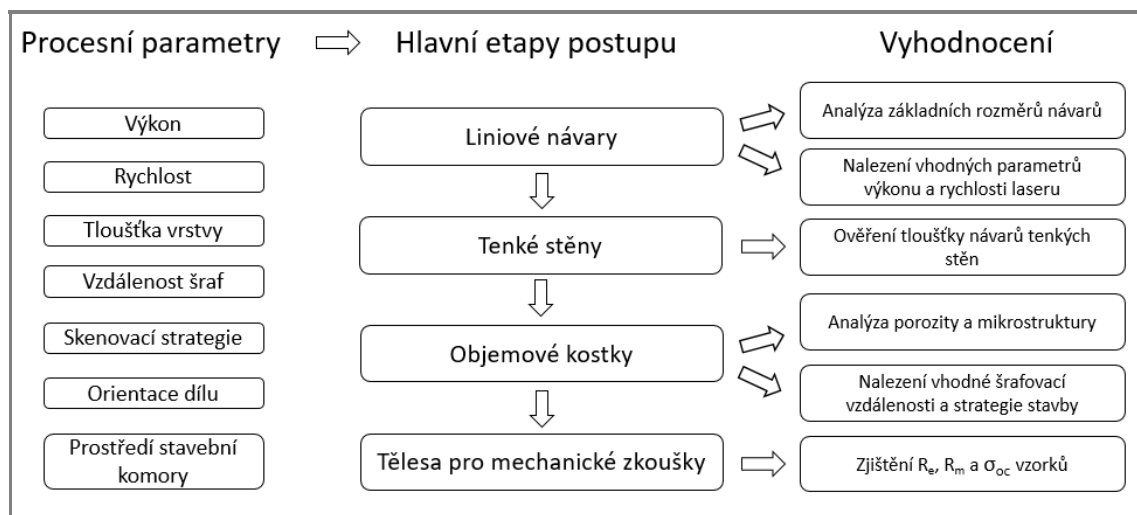 Procesní parametry
Hlavní etapy postupu
Vyhodnocení
Výkon
Rychlost
Tloušťka vrstvy
Vzdálenost šraf
Skenovací strategie
Orientace dílu
Prostředí stavební
komory
Liniové návary
Tenké stěny
Objemové kostky
Tělesa pro mechanické zkoušky
Analýza základních rozměrů návarů
Nalezení vhodných parametrů
výkonu a rychlosti laseru
Ověření tloušťky návarů tenkých
stěn
Analýza porozity a mikrostruktury
Nalezení vhodné šrafovací
vzdálenosti a strategie stavby
Zjištění Re, Rm a σoc vzorků